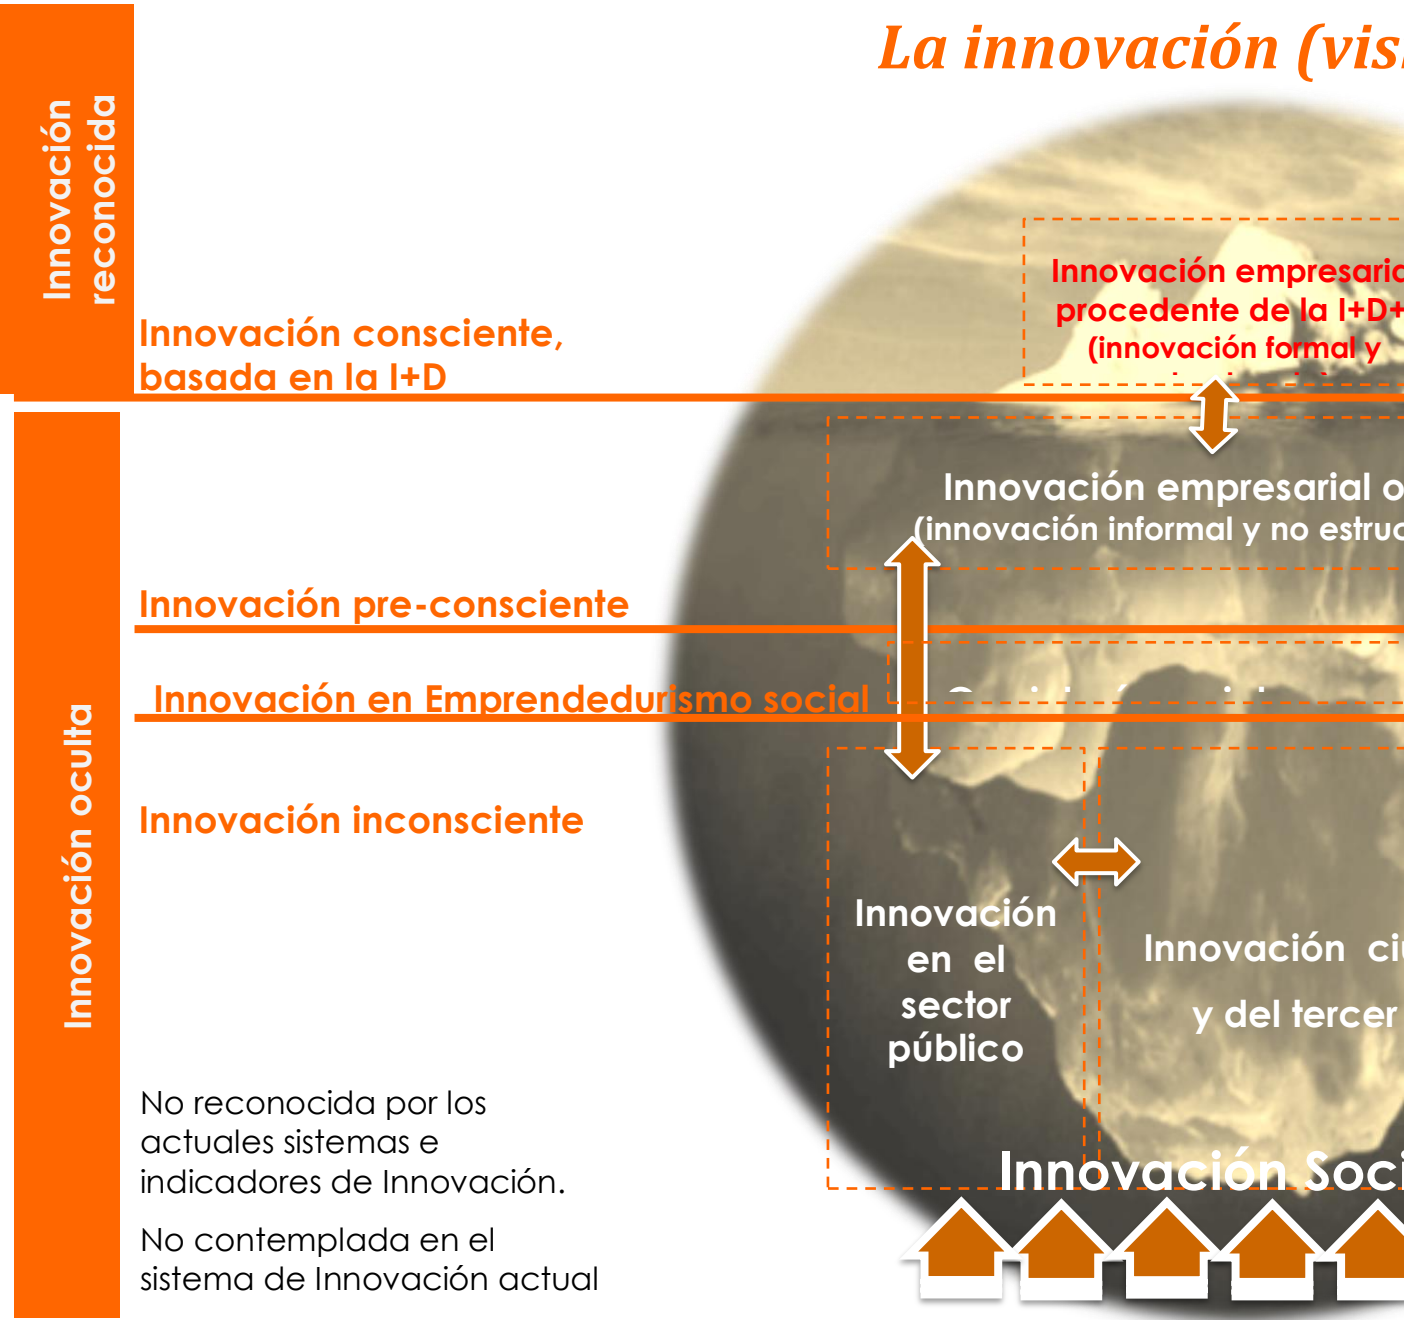 La innovación (vis
Innovación
reconocida
Innovación empresaria
procedente de la I+D+
(innovación formal y
Innovación consciente,
basada en la I+D
Innovación empresarial o
(innovación informal y no estruc
Innovación pre-consciente
Innovación en Emprendedurismo social
Innovación oculta
Innovación inconsciente
Innovación
en el
sector
público
Innovación ciu
y del tercer
No reconocida por los
actuales sistemas e
indicadores de Innovación.
Innovación Soci
No contemplada en el
sistema de Innovación actual